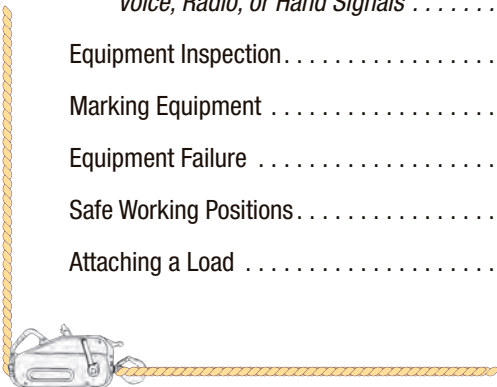 Voice, Radio, or Hand Signals . . . . . . .
Equipment Inspection. . . . . . . . . . . . . . . . . .
Marking Equipment . . . . . . . . . . . . . . . . . . .
Equipment Failure . . . . . . . . . . . . . . . . . . . .
Safe Working Positions. . . . . . . . . . . . . . . . .
Attaching a Load . . . . . . . . . . . . . . . . . . . . .